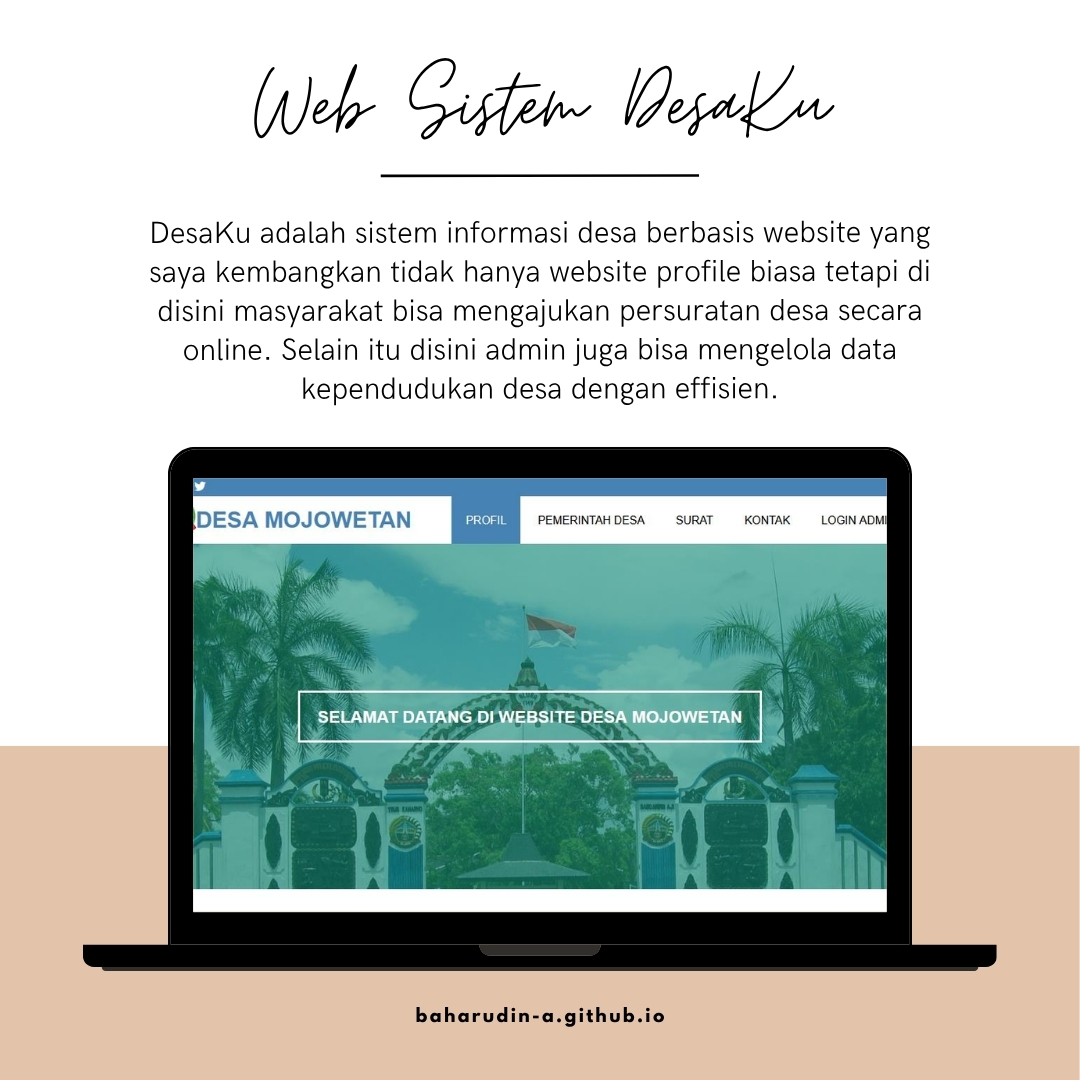 Web Sistem DesaKu
DesaKu adalah sistem informasi desa berbasis website yang
saya kembangkan tidak hanya website profile biasa tetapi di
disini masyarakat bisa mengajukan persuratan desa secara
online. Selain itu disini admin juga bisa mengelola data
kependudukan desa dengan effisien.
DESA MOJOWETAN PROFIL PEMERINTAH DESA SURAT KONTAK LOGIN ADMI
SELAMAT DATANG DI WEBSITE DESA MOJOWETAN
baharudin-a.github.io